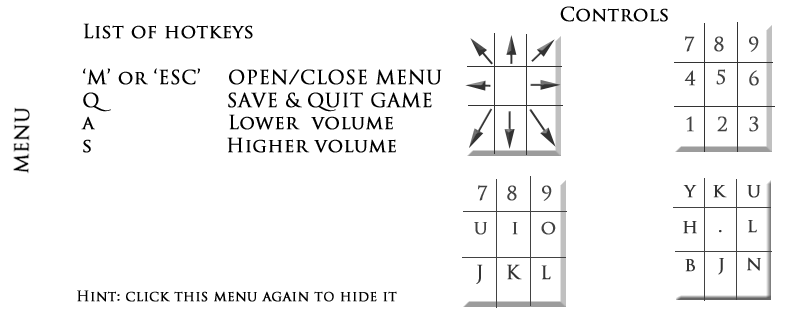 MENU
List of hotkeys
'M' or 'ESC' OPEN/CLOSE MENU
Q SAVE & QUIT GAME
A Lower volume
S Higher volume
Hint: click this menu again to hide it
Controls
7 8 9
4 5 6
1 2 3
7 8 9
U I O
J K L
Y K U
H . L
B J N